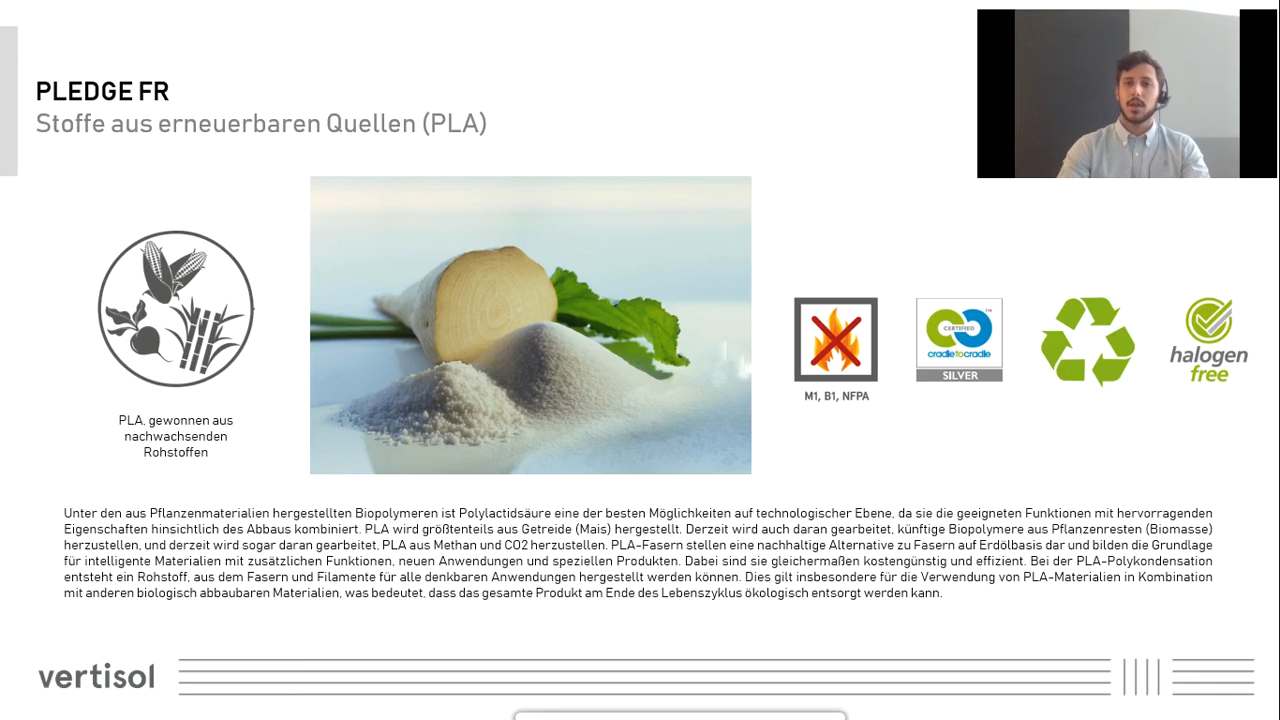 PLEDGE FR
Stoffe aus erneuerbaren Quellen (PLA)
PLA, gewonnen aus
nachwachsenden
Rohstoffen
M1, B1, NFPA
CERTIFIED
TM
cradletocradle
SILVER
halogen
free
Unter den aus Pflanzenmaterialien hergestellten Biopolymeren ist Polylactidsäure eine der besten Möglichkeiten auf technologischer Ebene, da sie die geeigneten Funktionen mit hervorragenden
Eigenschaften hinsichtlich des Abbaus kombiniert. PLA wird größtenteils aus Getreide (Mais) hergestellt. Derzeit wird auch daran gearbeitet, künftige Biopolymere aus Pflanzenresten (Biomasse)
herzustellen, und derzeit wird sogar daran gearbeitet, PLA aus Methan und CO2 herzustellen. PLA-Fasern stellen eine nachhaltige Alternative zu Fasern auf Erdölbasis dar und bilden die Grundlage
für intelligente Materialien mit zusätzlichen Funktionen, neuen Anwendungen und speziellen Produkten. Dabei sind sie gleichermaßen kostengünstig und effizient. Bei der PLA-Polykondensation
entsteht ein Rohstoff, aus dem Fasern und Filamente für alle denkbaren Anwendungen hergestellt werden können. Dies gilt insbesondere für die Verwendung von PLA-Materialien in Kombination
mit anderen biologisch abbaubaren Materialien, was bedeutet, dass das gesamte Produkt am Ende des Lebenszyklus ökologisch entsorgt werden kann.
vertisol